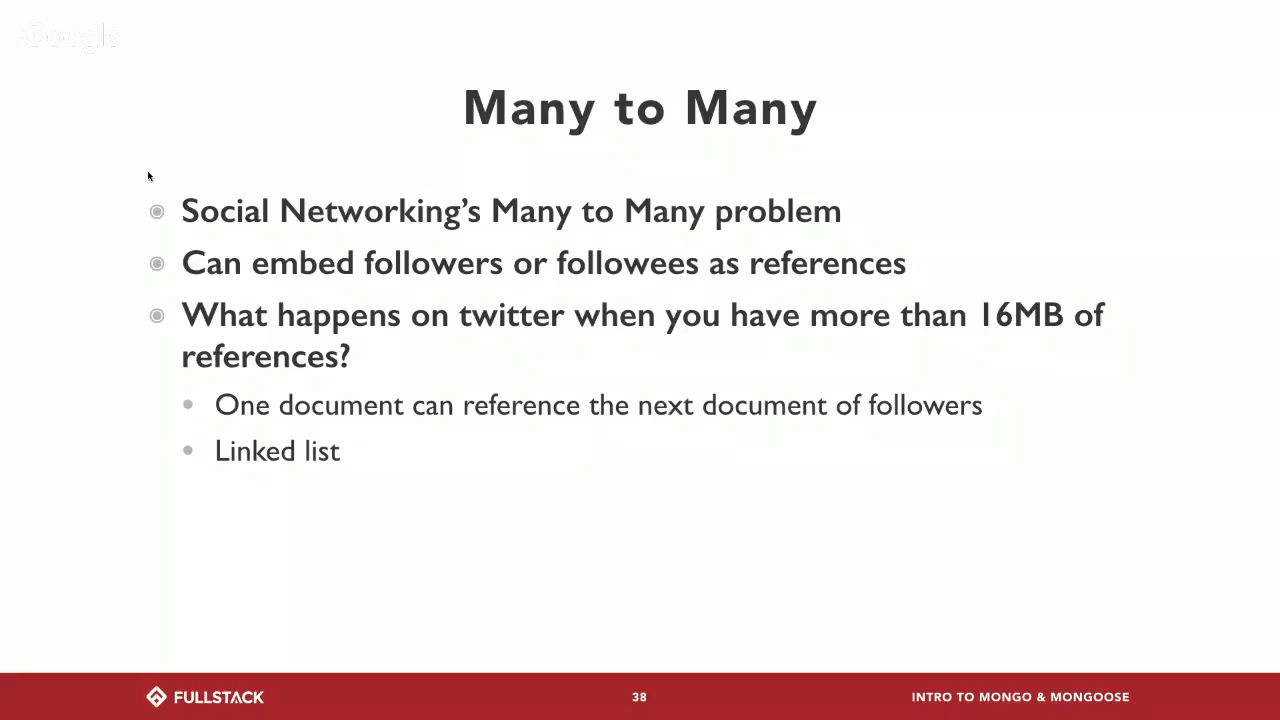 Google
Many to Many
Social Networking's Many to Many problem
Can embed followers or followees as references
What happens on twitter when you have more than 16MB of
references?
One document can reference the next document of followers
Linked list
FULLSTACK
38
INTRO TO MONGO & MONGOOSE